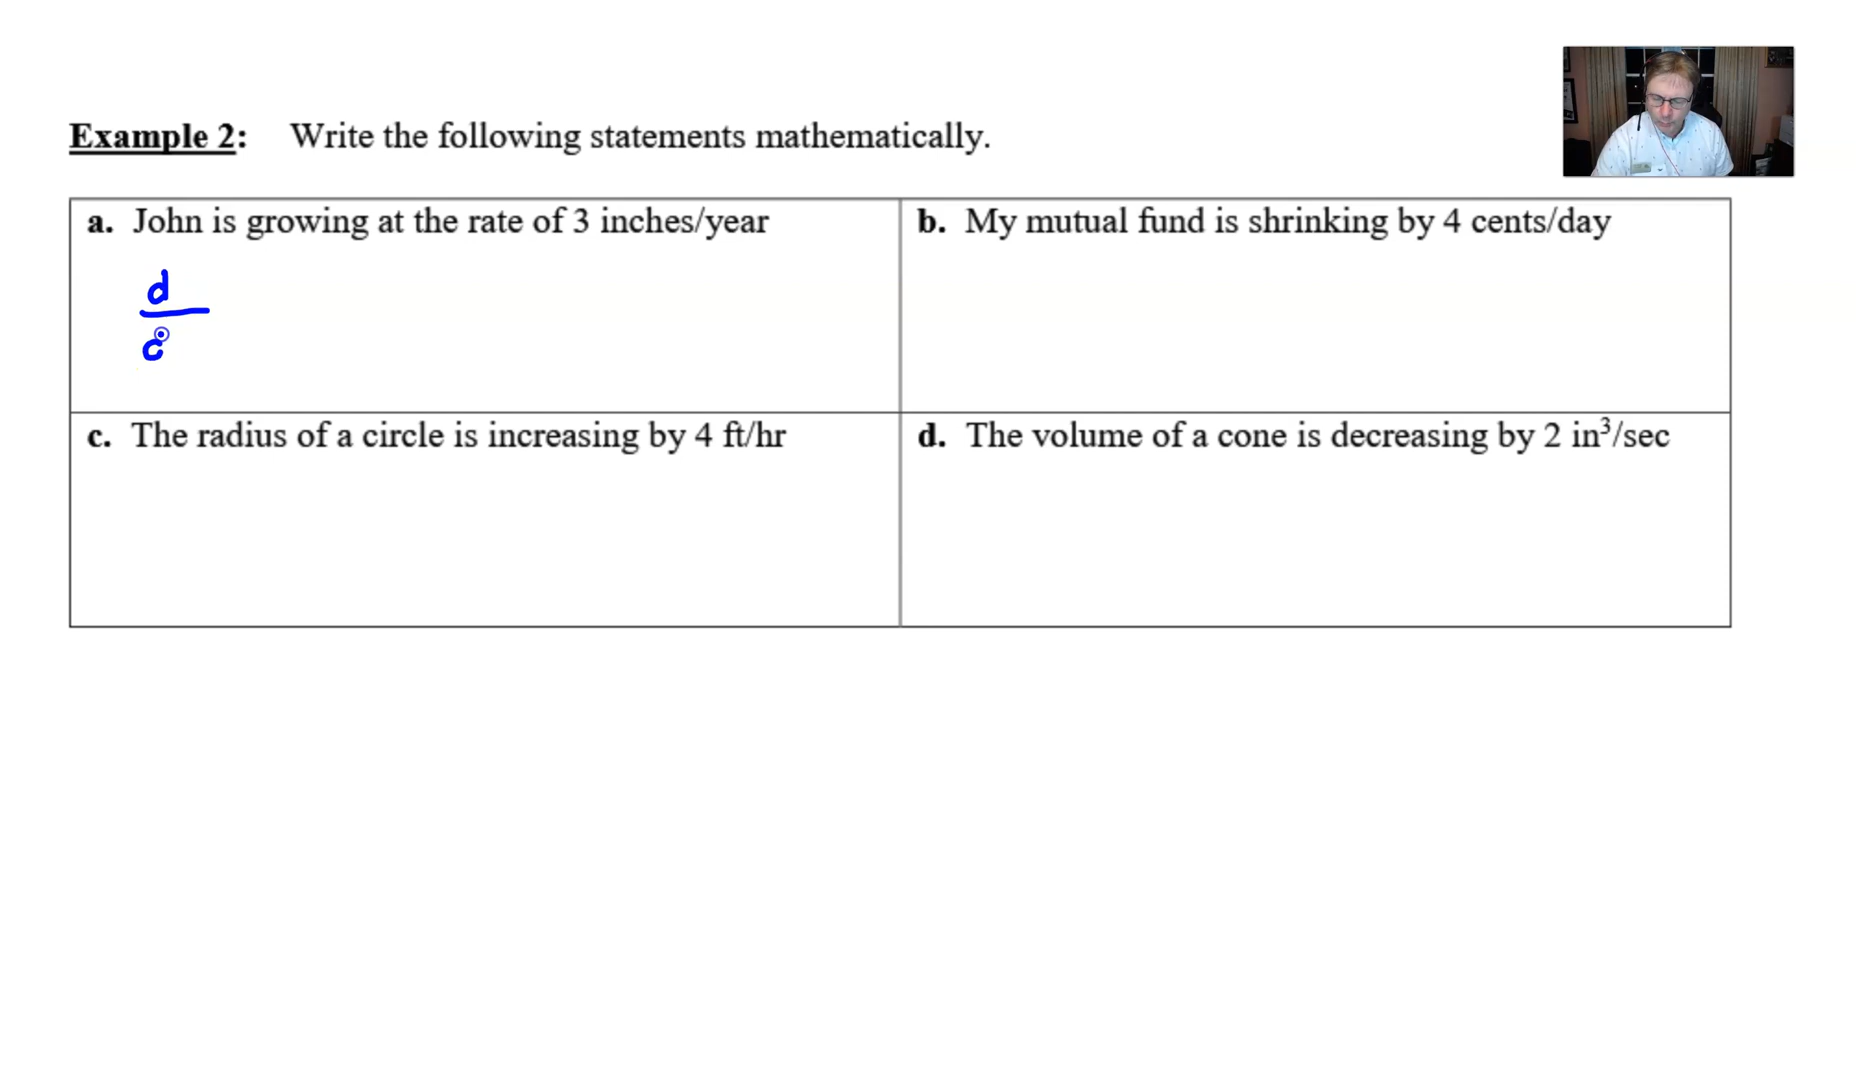 Example 2: Write the following statements mathematically.
a. John is growing at the rate of 3 inches/year
b. My mutual fund is shrinking by 4 cents/day
d
c. The radius of a circle is increasing by 4 ft/hr
d. The volume of a cone is decreasing by 2 in³/sec